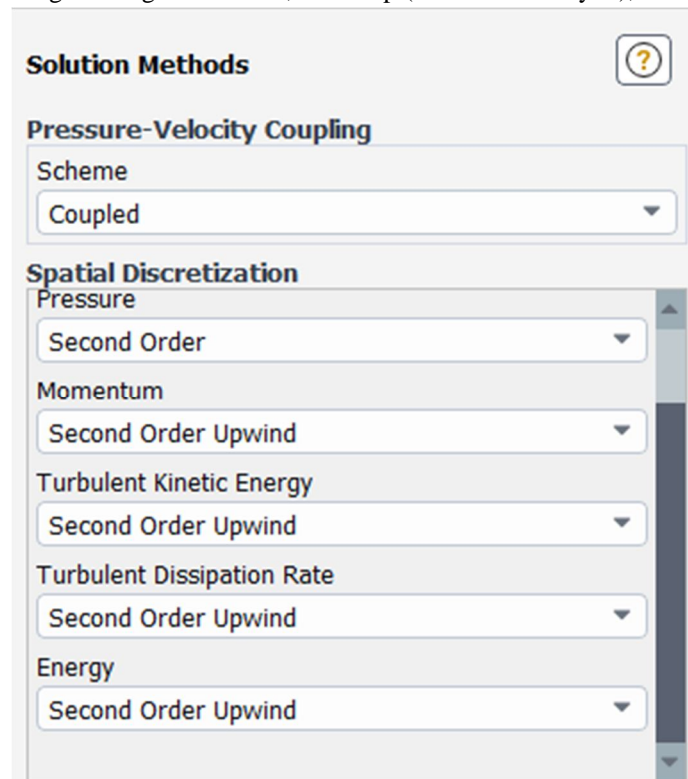 Solution Methods
?
Pressure-Velocity Coupling
Scheme
Coupled
Spatial Discretization
Pressure
Second Order
Momentum
Second Order Upwind
Turbulent Kinetic Energy
Second Order Upwind
Turbulent Dissipation Rate
Second Order Upwind
Energy
Second Order Upwind